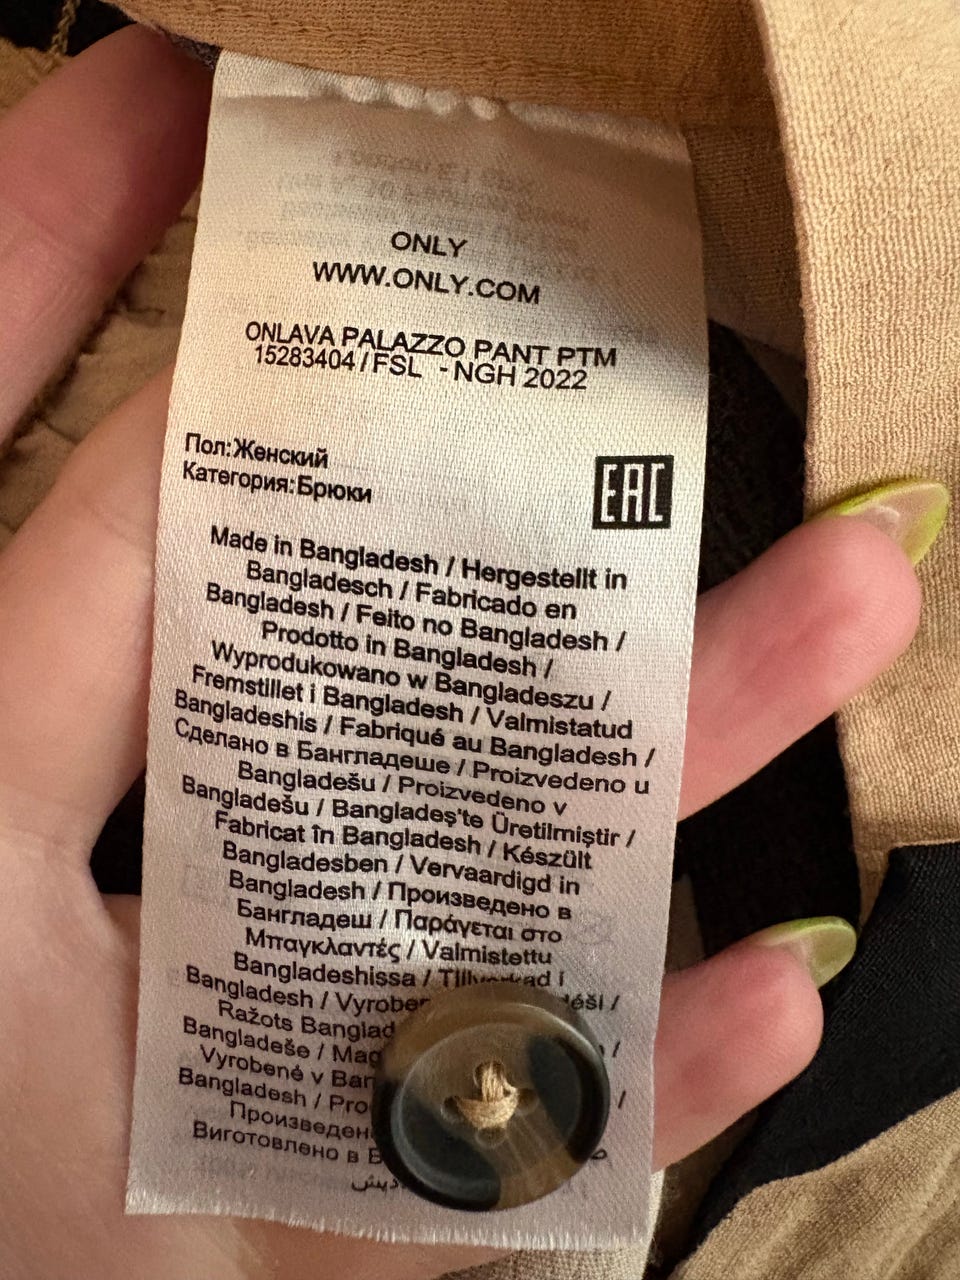 ONLY
WWW.ONLY.COM
ONLAVA PALAZZO PANT PTM
15283404 / FSL - NGH 2022
Пол:Женский
Категория:Брюки
EAC
Made in Bangladesh / Hergestellt in
Bangladesch / Fabricado en
Bangladesh / Feito no Bangladesh /
Prodotto in Bangladesh /
Wyprodukowano w Bangladeszu /
Fremstillet i Bangladesh / Valmistatud
Bangladeshis / Fabriqué au Bangladesh /
Сделано в Бангладеше / Proizvedeno u
Bangladešu / Proizvedeno v
Bangladešu / Bangladeş'te Üretilmiştir /
Fabricat în Bangladesh / Készült
Bangladesben / Vervaardigd in
Bangladesh / Произведено в
Бангладеш / Παράγεται στο
Μπαγκλαντές / Valmistettu
Bangladeshissa / Tillverkad i
Bangladesh /
Ražots
Bangladeše /
Vyrobené v
Bangladesh /
Виготовлено в